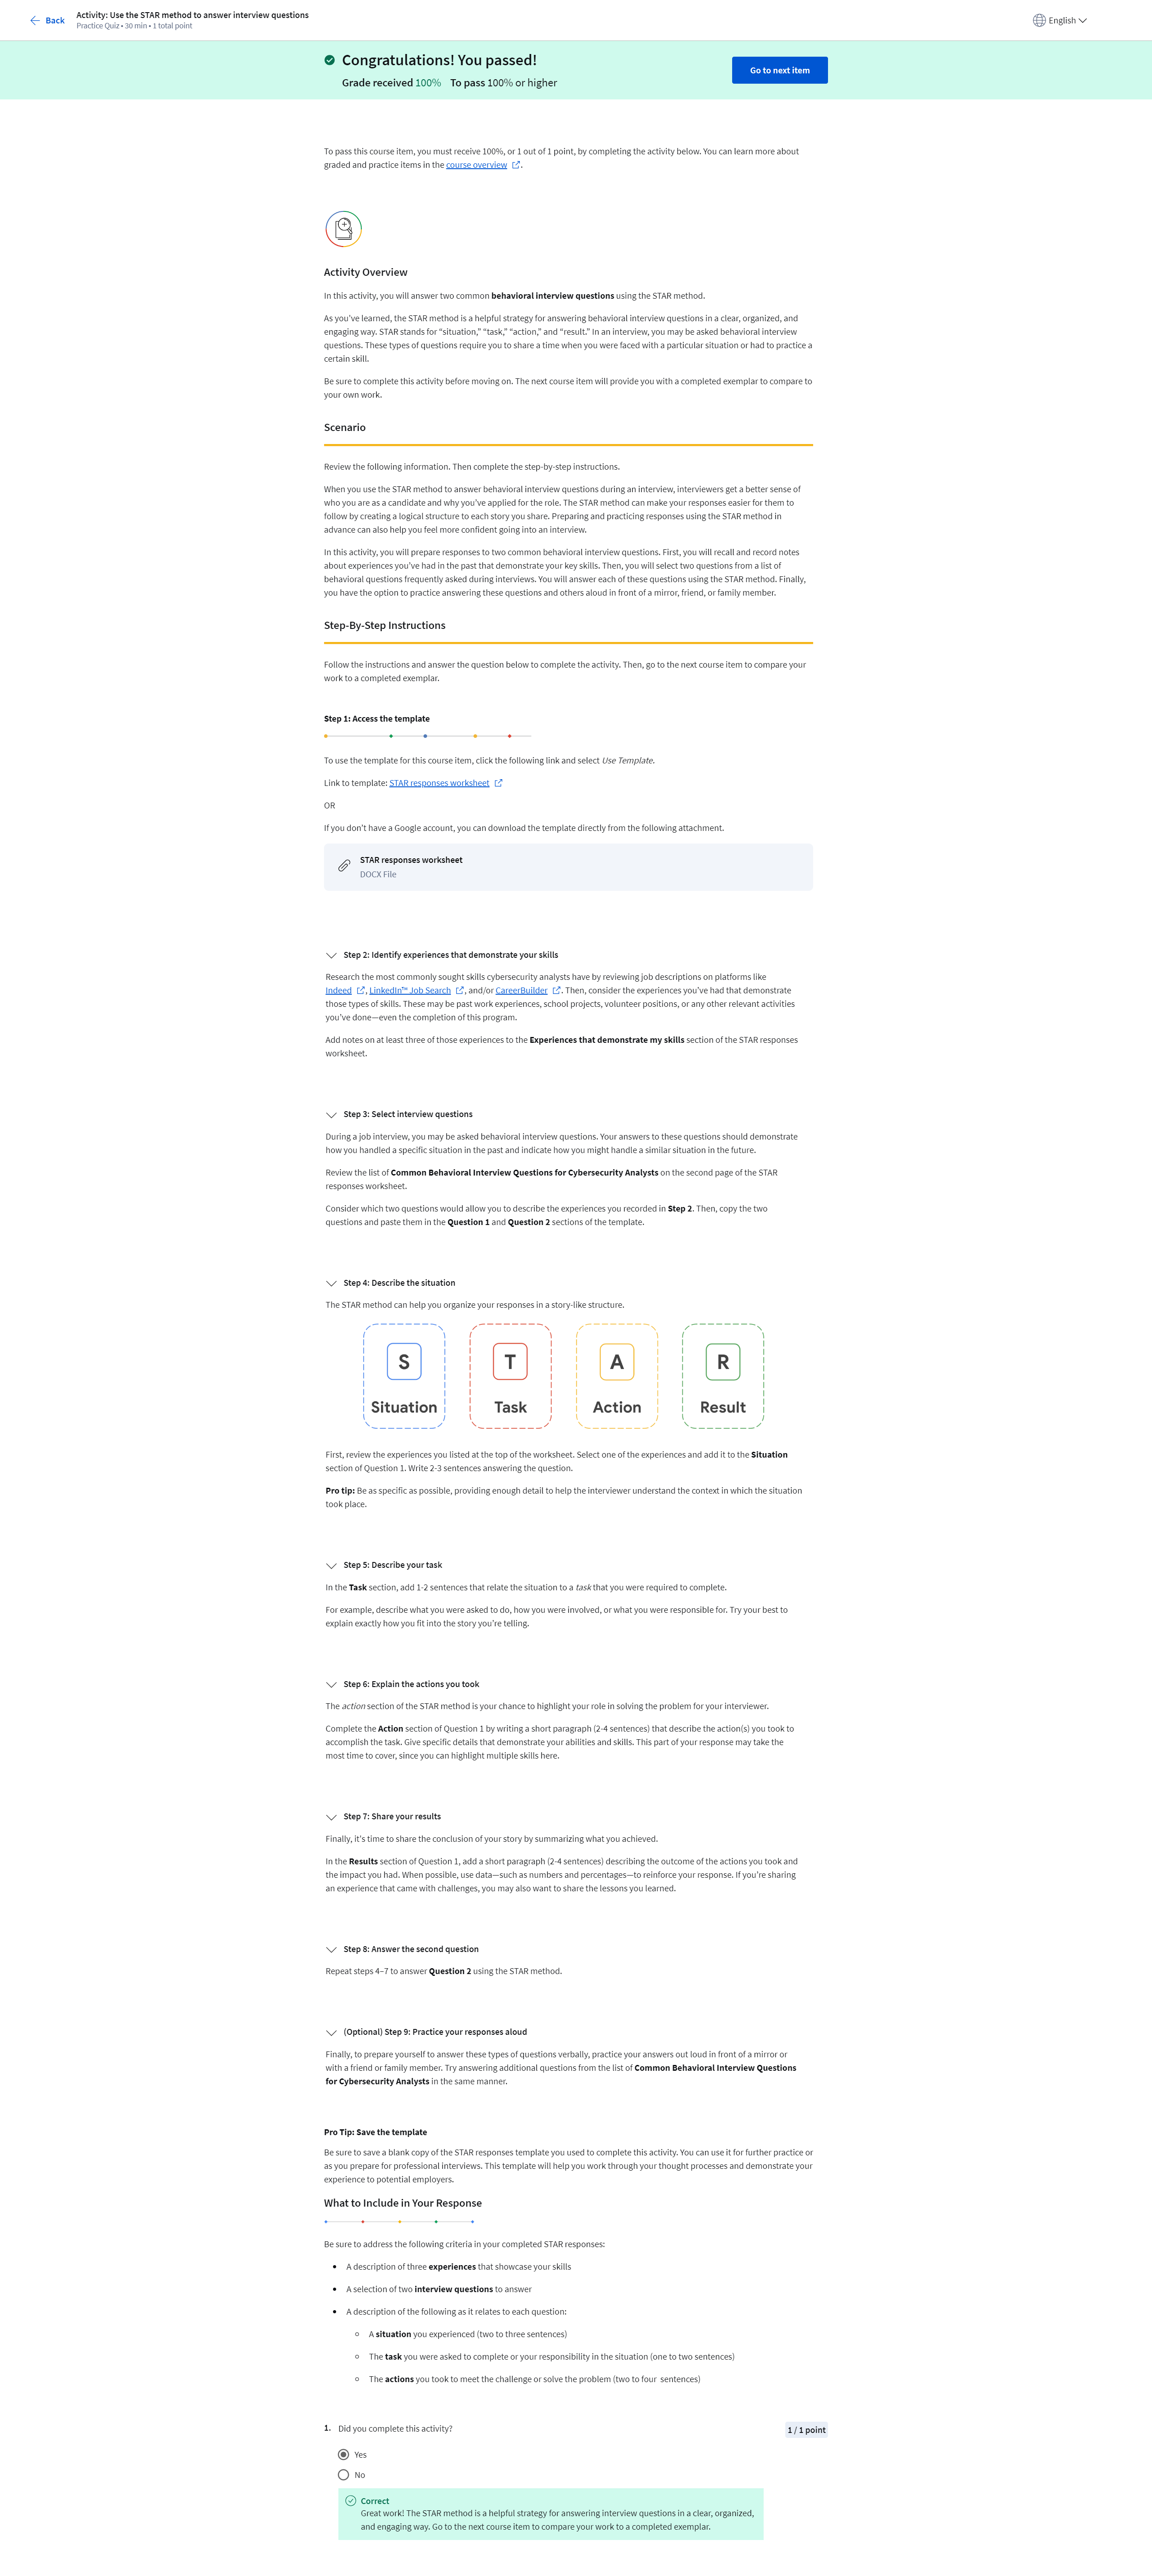 Back
Activity: Use the STAR method to answer interview questions
Practice Quiz • 30 min • 1 total point
English
Congratulations! You passed!
Grade received 100% To pass 100% or higher
Go to next item
To pass this course item, you must receive 100%, or 1 out of 1 point, by completing the activity below. You can learn more about
graded and practice items in the course overview .
Activity Overview
In this activity, you will answer two common behavioral interview questions using the STAR method.
As you’ve learned, the STAR method is a helpful strategy for answering behavioral interview questions in a clear, organized, and
engaging way. STAR stands for “situation,” “task,” “action,” and “result.” In an interview, you may be asked behavioral interview
questions. These types of questions require you to share a time when you were faced with a particular situation or had to practice a
certain skill.
Be sure to complete this activity before moving on. The next course item will provide you with a completed exemplar to compare to
your own work.
Scenario
Review the following information. Then complete the step-by-step instructions.
When you use the STAR method to answer behavioral interview questions during an interview, interviewers get a better sense of
who you are as a candidate and why you’ve applied for the role. The STAR method can make your responses easier for them to
follow by creating a logical structure to each story you share. Preparing and practicing responses using the STAR method in
advance can also help you feel more confident going into an interview.
In this activity, you will prepare responses to two common behavioral interview questions. First, you will recall and record notes
about experiences you’ve had in the past that demonstrate your key skills. Then, you will select two questions from a list of
behavioral questions frequently asked during interviews. You will answer each of these questions using the STAR method. Finally,
you have the option to practice answering these questions and others aloud in front of a mirror, friend, or family member.
Step-By-Step Instructions
Follow the instructions and answer the question below to complete the activity. Then, go to the next course item to compare your
work to a completed exemplar.
Step 1: Access the template
To use the template for this course item, click the following link and select Use Template.
Link to template: STAR responses worksheet
OR
If you don’t have a Google account, you can download the template directly from the following attachment.
STAR responses worksheet
DOCX File
Step 2: Identify experiences that demonstrate your skills
Research the most commonly sought skills cybersecurity analysts have by reviewing job descriptions on platforms like
Indeed , LinkedIn™ Job Search , and/or CareerBuilder . Then, consider the experiences you’ve had that demonstrate
those types of skills. These may be past work experiences, school projects, volunteer positions, or any other relevant activities
you’ve done—even the completion of this program.
Add notes on at least three of those experiences to the Experiences that demonstrate my skills section of the STAR responses
worksheet.
Step 3: Select interview questions
During a job interview, you may be asked behavioral interview questions. Your answers to these questions should demonstrate
how you handled a specific situation in the past and indicate how you might handle a similar situation in the future.
Review the list of Common Behavioral Interview Questions for Cybersecurity Analysts on the second page of the STAR
responses worksheet.
Consider which two questions would allow you to describe the experiences you recorded in Step 2. Then, copy the two
questions and paste them in the Question 1 and Question 2 sections of the template.
Step 4: Describe the situation
The STAR method can help you organize your responses in a story-like structure.
S T A R
Situation Task Action Result
First, review the experiences you listed at the top of the worksheet. Select one of the experiences and add it to the Situation
section of Question 1. Write 2-3 sentences answering the question.
Pro tip: Be as specific as possible, providing enough detail to help the interviewer understand the context in which the situation
took place.
Step 5: Describe your task
In the Task section, add 1-2 sentences that relate the situation to a task that you were required to complete.
For example, describe what you were asked to do, how you were involved, or what you were responsible for. Try your best to
explain exactly how you fit into the story you’re telling.
Step 6: Explain the actions you took
The action section of the STAR method is your chance to highlight your role in solving the problem for your interviewer.
Complete the Action section of Question 1 by writing a short paragraph (2-4 sentences) that describe the action(s) you took to
accomplish the task. Give specific details that demonstrate your abilities and skills. This part of your response may take the
most time to cover, since you can highlight multiple skills here.
Step 7: Share your results
Finally, it’s time to share the conclusion of your story by summarizing what you achieved.
In the Results section of Question 1, add a short paragraph (2-4 sentences) describing the outcome of the actions you took and
the impact you had. When possible, use data—such as numbers and percentages—to reinforce your response. If you’re sharing
an experience that came with challenges, you may also want to share the lessons you learned.
Step 8: Answer the second question
Repeat steps 4–7 to answer Question 2 using the STAR method.
(Optional) Step 9: Practice your responses aloud
Finally, to prepare yourself to answer these types of questions verbally, practice your answers out loud in front of a mirror or
with a friend or family member. Try answering additional questions from the list of Common Behavioral Interview Questions
for Cybersecurity Analysts in the same manner.
Pro Tip: Save the template
Be sure to save a blank copy of the STAR responses template you used to complete this activity. You can use it for further practice or
as you prepare for professional interviews. This template will help you work through your thought processes and demonstrate your
experience to potential employers.
What to Include in Your Response
Be sure to address the following criteria in your completed STAR responses:
• A description of three experiences that showcase your skills
• A selection of two interview questions to answer
• A description of the following as it relates to each question:
○ A situation you experienced (two to three sentences)
○ The task you were asked to complete or your responsibility in the situation (one to two sentences)
○ The actions you took to meet the challenge or solve the problem (two to four sentences)
1. Did you complete this activity?
1 / 1 point
Yes
No
Correct
Great work! The STAR method is a helpful strategy for answering interview questions in a clear, organized,
and engaging way. Go to the next course item to compare your work to a completed exemplar.